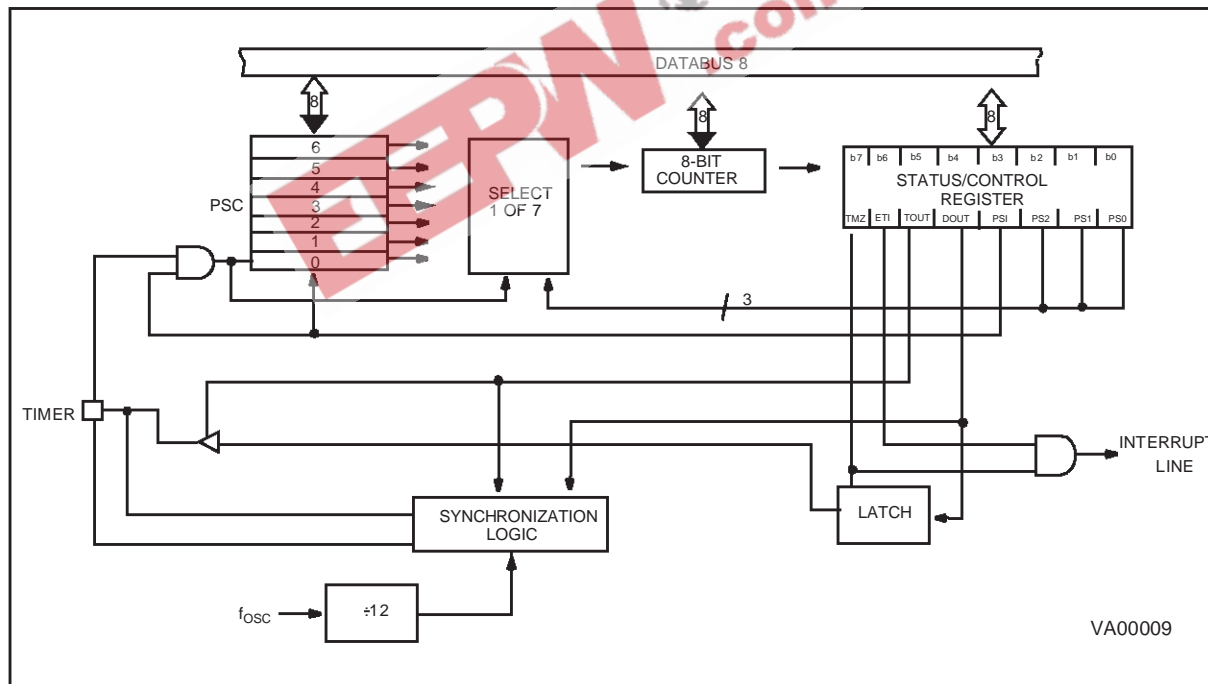 EEPW.com
DATABUS 8
8
8
8
6
5
4
3
2
1
0
PSC
SELECT
1 OF 7
8-BIT
COUNTER
b7 b6 b5 b4 b3 b2 b1 b0
STATUS/CONTROL
REGISTER
TMZ ETI TOUT DOUT PSI PS2 PS1 PS0
3
TIMER
INTERRUPT
LINE
SYNCHRONIZATION
LOGIC
LATCH
fOSC
÷12
VA00009